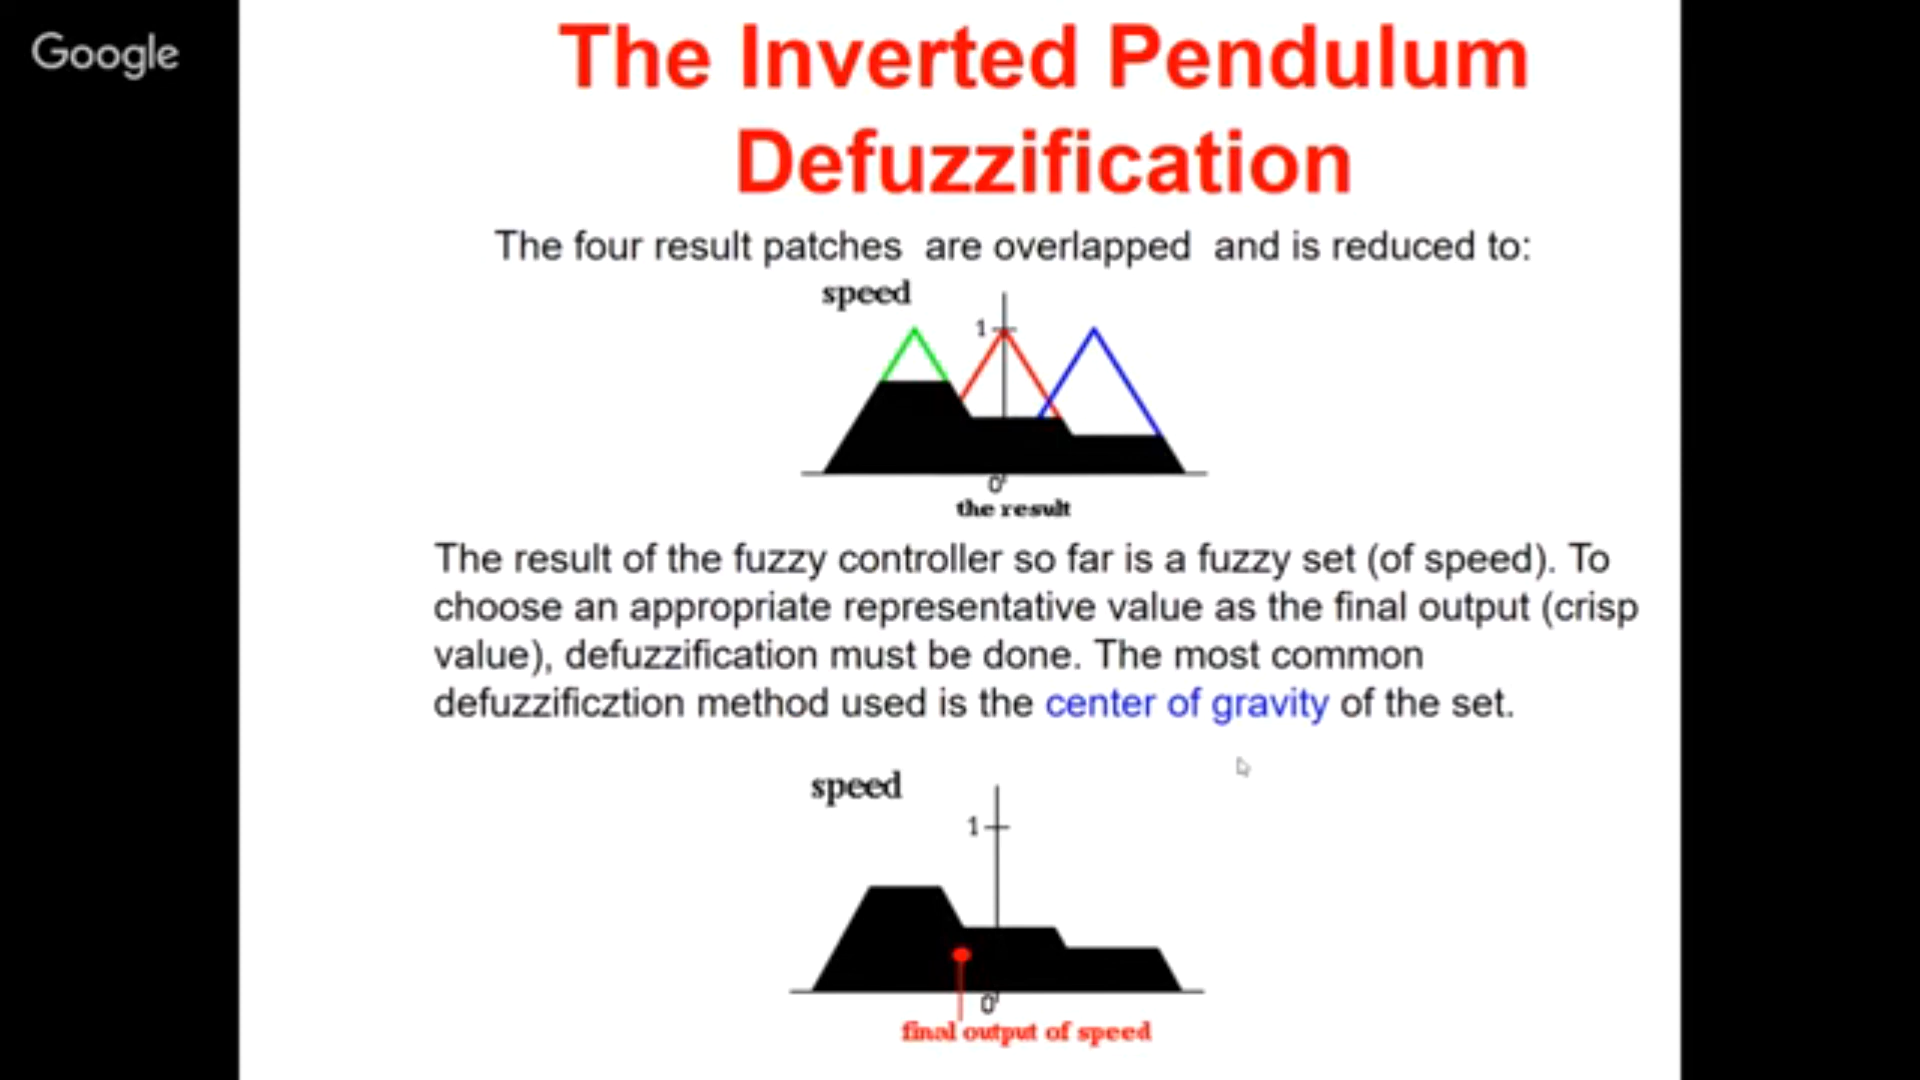 Google
The Inverted Pendulum
Defuzzification
The four result patches are overlapped and is reduced to:
speed
1
0
the result
The result of the fuzzy controller so far is a fuzzy set (of speed). To
choose an appropriate representative value as the final output (crisp
value), defuzzification must be done. The most common
defuzzificztion method used is the center of gravity of the set.
speed
1
0
final output of speed